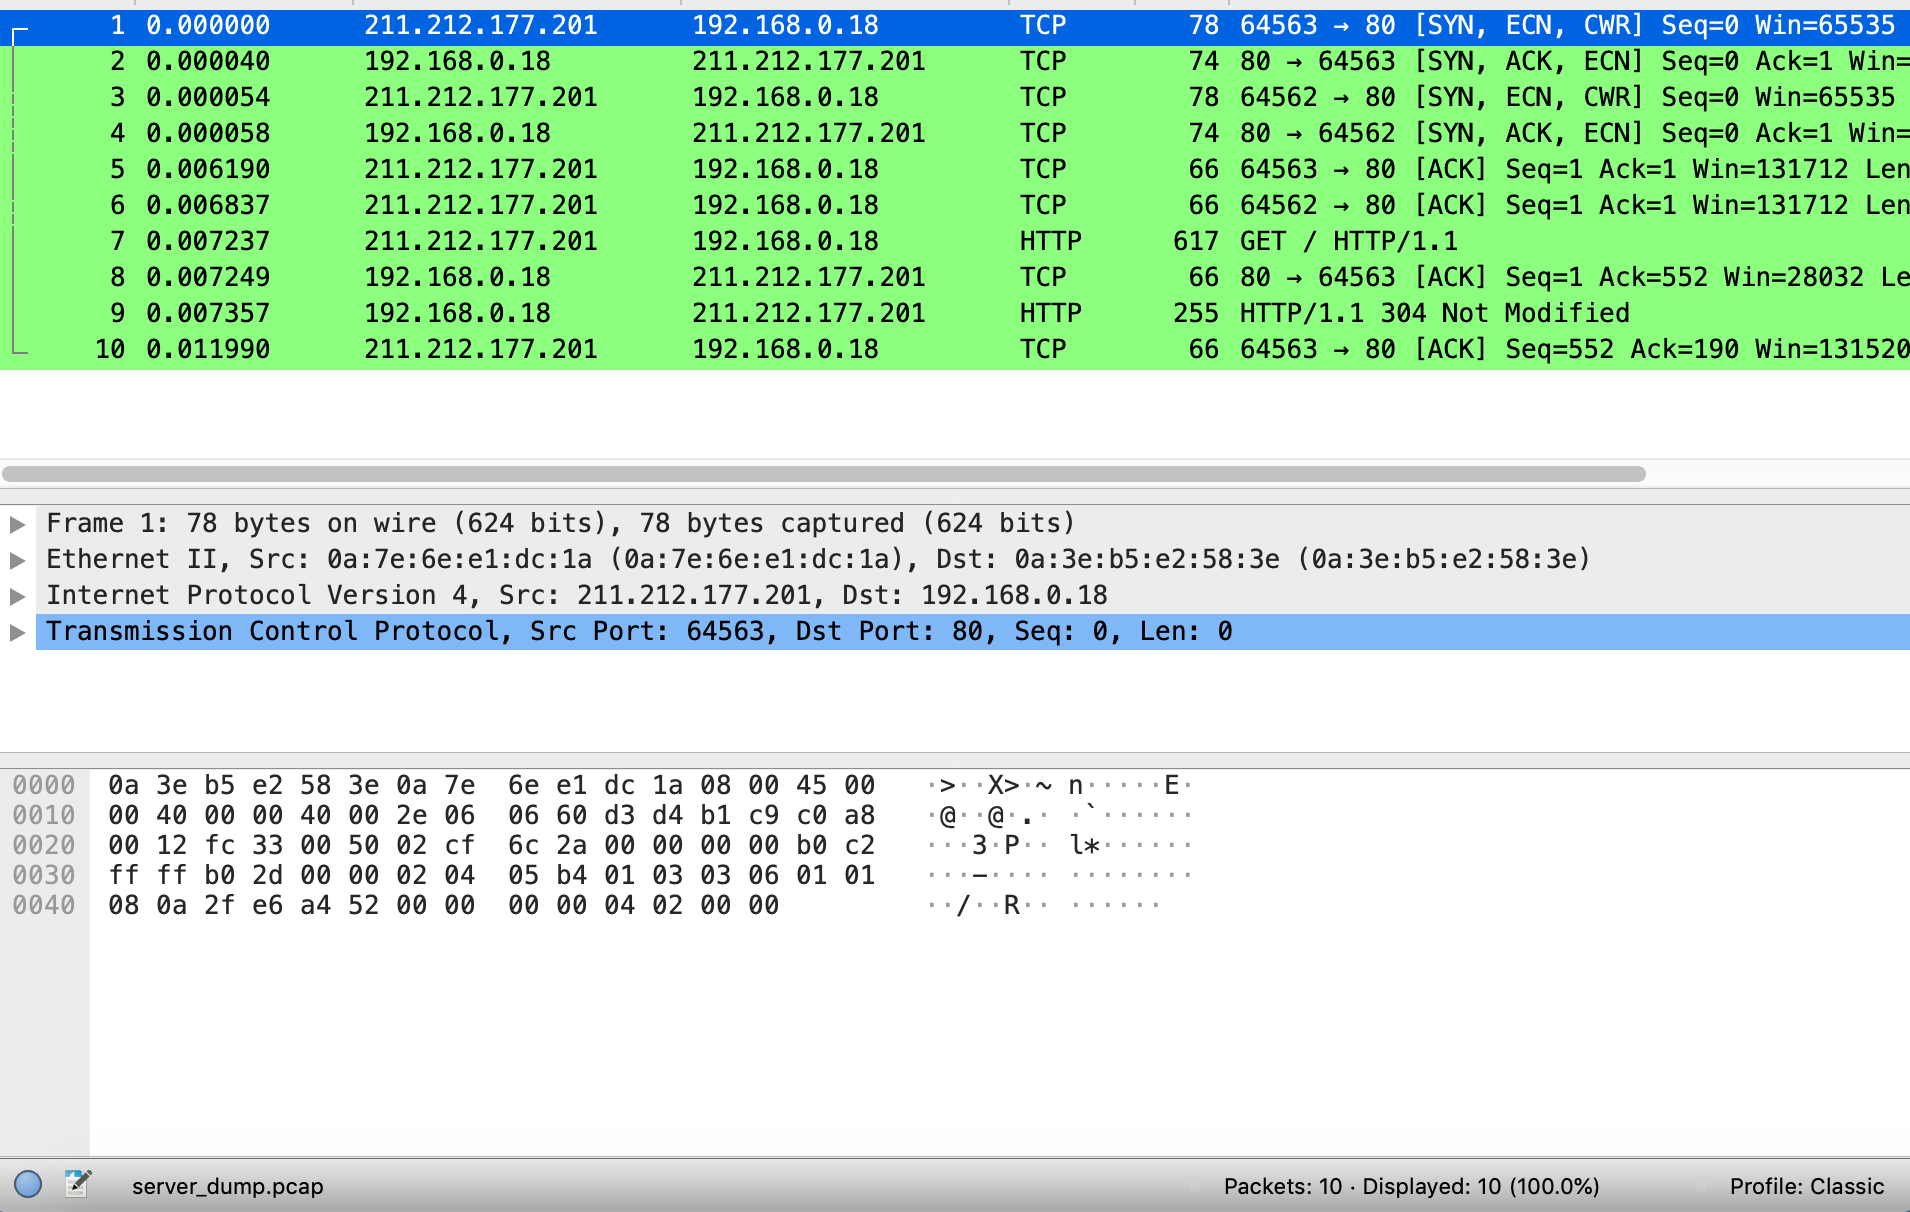 1 0.000000 211.212.177.201 192.168.0.18 TCP 78 64563 → 80 [SYN, ECN, CWR] Seq=0 Win=65535
2 0.000040 192.168.0.18 211.212.177.201 TCP 74 80 → 64563 [SYN, ACK, ECN] Seq=0 Ack=1 Win=
3 0.000054 211.212.177.201 192.168.0.18 TCP 78 64562 → 80 [SYN, ECN, CWR] Seq=0 Win=65535
4 0.000058 192.168.0.18 211.212.177.201 TCP 74 80 → 64562 [SYN, ACK, ECN] Seq=0 Ack=1 Win=
5 0.006190 211.212.177.201 192.168.0.18 TCP 66 64563 → 80 [ACK] Seq=1 Ack=1 Win=131712 Len
6 0.006837 211.212.177.201 192.168.0.18 TCP 66 64562 → 80 [ACK] Seq=1 Ack=1 Win=131712 Len
7 0.007237 211.212.177.201 192.168.0.18 HTTP 617 GET / HTTP/1.1
8 0.007249 192.168.0.18 211.212.177.201 TCP 66 80 → 64563 [ACK] Seq=1 Ack=552 Win=28032 Le
9 0.007357 192.168.0.18 211.212.177.201 HTTP 255 HTTP/1.1 304 Not Modified
10 0.011990 211.212.177.201 192.168.0.18 TCP 66 64563 → 80 [ACK] Seq=552 Ack=190 Win=131520
Frame 1: 78 bytes on wire (624 bits), 78 bytes captured (624 bits)
Ethernet II, Src: 0a:7e:6e:e1:dc:1a (0a:7e:6e:e1:dc:1a), Dst: 0a:3e:b5:e2:58:3e (0a:3e:b5:e2:58:3e)
Internet Protocol Version 4, Src: 211.212.177.201, Dst: 192.168.0.18
Transmission Control Protocol, Src Port: 64563, Dst Port: 80, Seq: 0, Len: 0
0000 0a 3e b5 e2 58 3e 0a 7e 6e e1 dc 1a 08 00 45 00 ·>··X>·~ n·····E·
0010 00 40 00 00 40 00 2e 06 06 60 d3 d4 b1 c9 c0 a8 ·@··@·.· ·`······
0020 00 12 fc 33 00 50 02 cf 6c 2a 00 00 00 00 b0 c2 ···3·P·· l*······
0030 ff ff b0 2d 00 00 02 04 05 b4 01 03 03 06 01 01 ···-···· ········
0040 08 0a 2f e6 a4 52 00 00 00 00 04 02 00 00 ··/··R·· ······
server_dump.pcap Packets: 10 · Displayed: 10 (100.0%) Profile: Classic